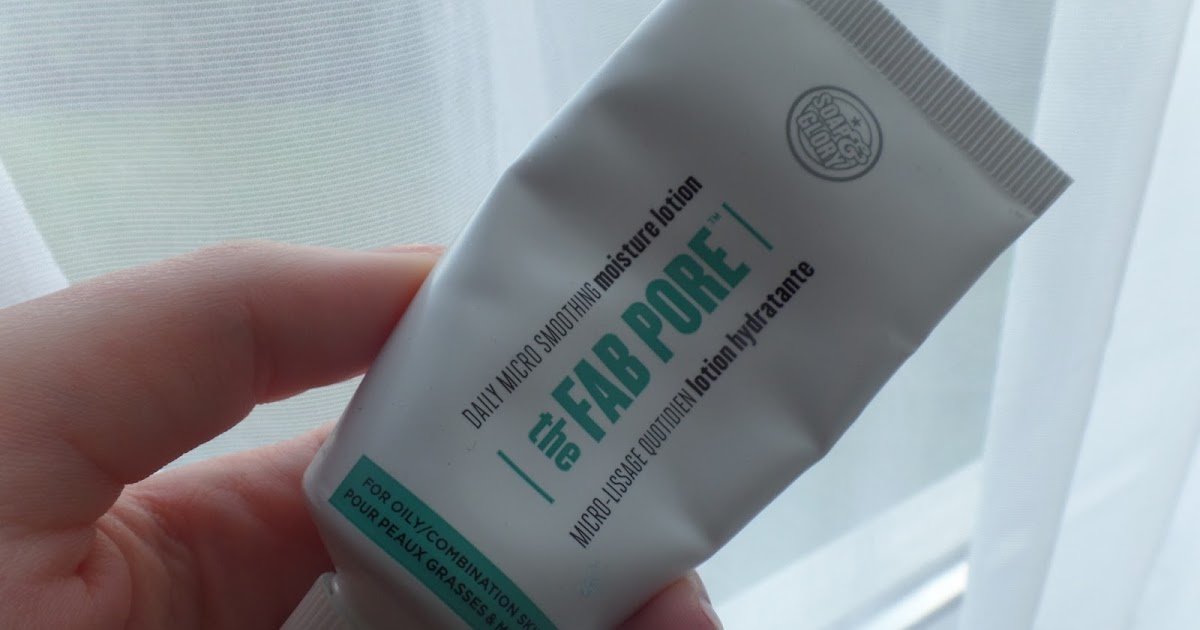 SOAP
& GLORY
DAILY MICRO SMOOTHING moisture lotion
the FAB PORE™
MICRO-LISSAGE QUOTIDIEN lotion hydratante
FOR OILY/COMBINATION
POUR PEAUX GRASSES &